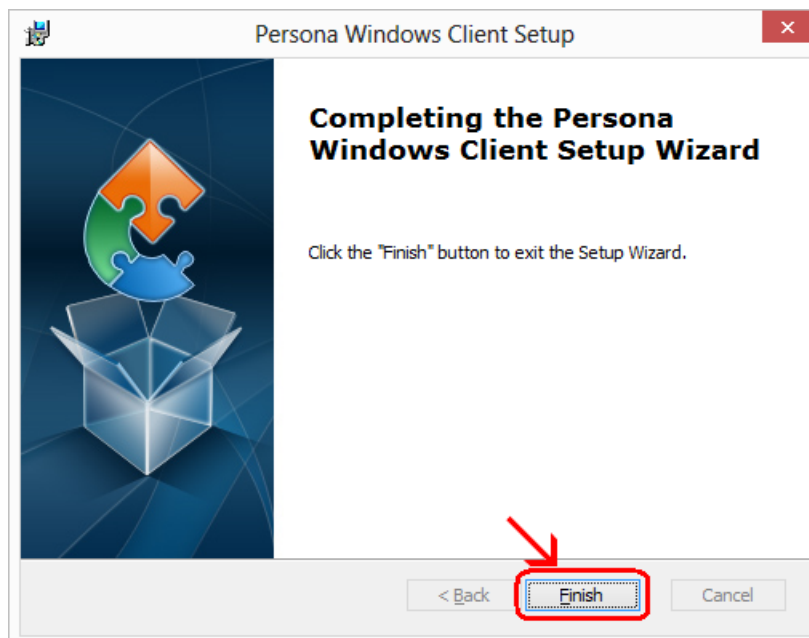 Persona Windows Client Setup
Completing the Persona
Windows Client Setup Wizard
Click the "Finish" button to exit the Setup Wizard.
< Back
Finish
Cancel